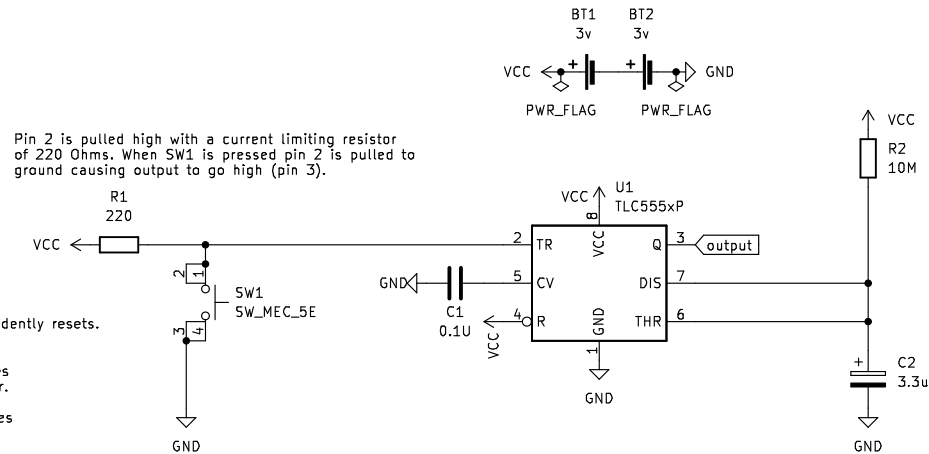 BT1 BT2
3v 3v
VCC + + GND
PWR_FLAG PWR_FLAG
Pin 2 is pulled high with a current limiting resistor
of 220 Ohms. When SW1 is pressed pin 2 is pulled to
ground causing output to go high (pin 3).
VCC
R2
10M
R1
220
VCC
U1
TLC555xP
VCC
8
VCC
2 TR
Q 3 output
GND
C1
0.1U
5 CV
DIS 7
VCC
4 R
THR 6
GND
1
GND
2 1
SW1
SW_MEC_5E
3 4
GND
dently resets.
es
r.
es
+ C2
3.3u
GND